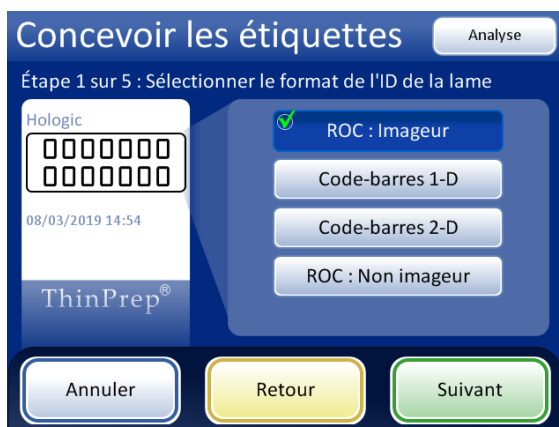 Concevoir les étiquettes
Analyse
Étape 1 sur 5 : Sélectionner le format de l'ID de la lame
Hologic
0000000
0000000
08/03/2019 14:54
ThinPrep®
ROC : Imageur
Code-barres 1-D
Code-barres 2-D
ROC : Non imageur
Annuler
Retour
Suivant